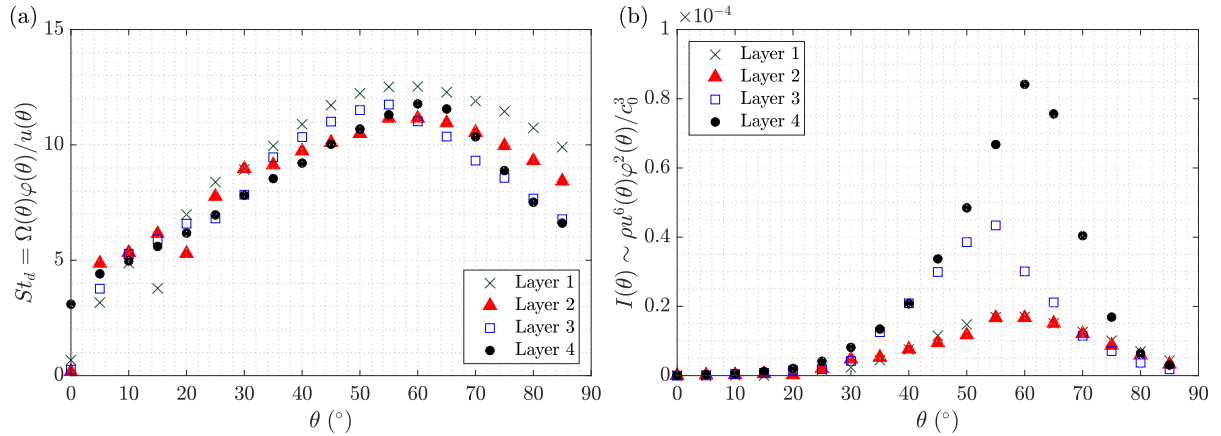 (a)
15
10
5
0
0 10 20 30 40 50 60 70 80 90
θ (°)
St_d = Ω(θ)φ(θ)/u(θ)
Layer 1
Layer 2
Layer 3
Layer 4
(b)
×10⁻⁴
1
0.8
0.6
0.4
0.2
0
0 10 20 30 40 50 60 70 80 90
θ (°)
I(θ) ∼ ρu⁶(θ)φ²(θ)/c₀³
Layer 1
Layer 2
Layer 3
Layer 4